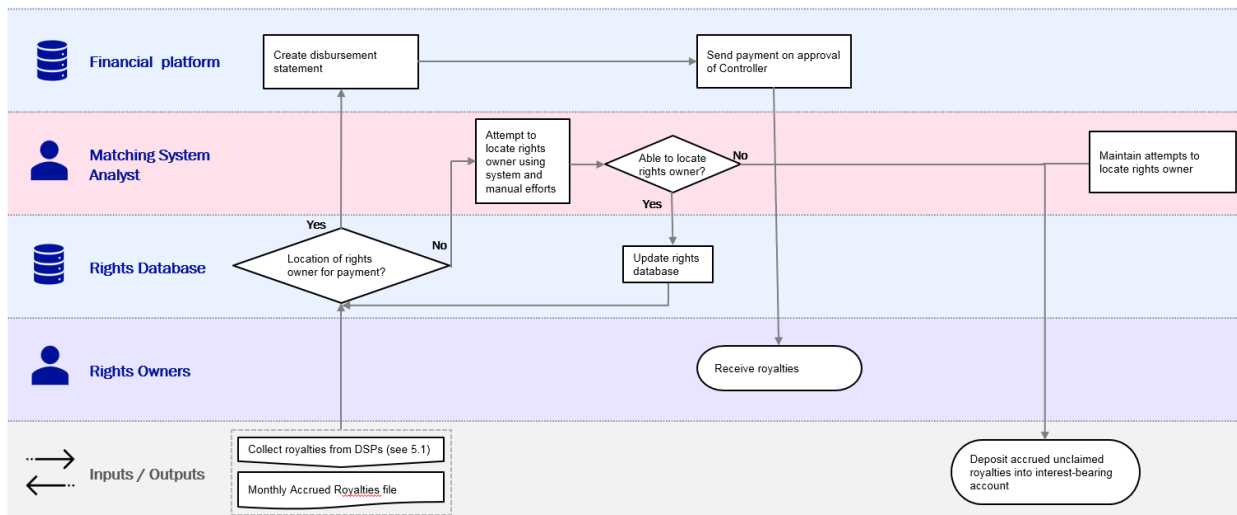 Financial platform
Create disbursement
statement
Send payment on approval
of Controller
Matching System
Analyst
Attempt to
locate rights
owner using
system and
manual efforts
Able to locate
rights owner?
No
Yes
Maintain attempts to
locate rights owner
Rights Database
Yes
Location of rights
owner for payment?
No
Update rights
database
Rights Owners
Receive royalties
Inputs / Outputs
Collect royalties from DSPs (see 5.1)
Monthly Accrued Royalties file
Deposit accrued unclaimed
royalties into interest-bearing
account